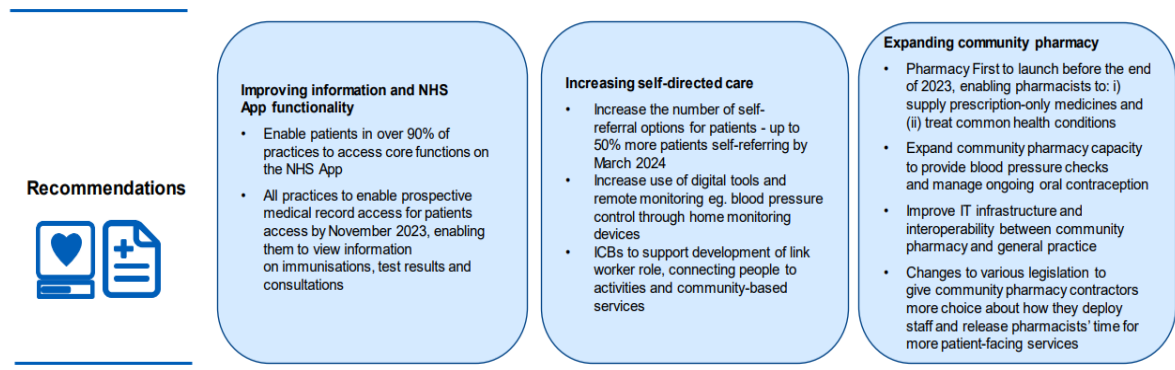 Recommendations
Improving information and NHS
App functionality
• Enable patients in over 90% of
practices to access core functions on
the NHS App
• All practices to enable prospective
medical record access for patients
access by November 2023, enabling
them to view information
on immunisations, test results and
consultations
Increasing self-directed care
• Increase the number of self-
referral options for patients - up to
50% more patients self-referring by
March 2024
• Increase use of digital tools and
remote monitoring eg. blood pressure
control through home monitoring
devices
• ICBs to support development of link
worker role, connecting people to
activities and community-based
services
Expanding community pharmacy
• Pharmacy First to launch before the end
of 2023, enabling pharmacists to: i)
supply prescription-only medicines and
(ii) treat common health conditions
• Expand community pharmacy capacity
to provide blood pressure checks
and manage ongoing oral contraception
• Improve IT infrastructure and
interoperability between community
pharmacy and general practice
• Changes to various legislation to
give community pharmacy contractors
more choice about how they deploy
staff and release pharmacists' time for
more patient-facing services